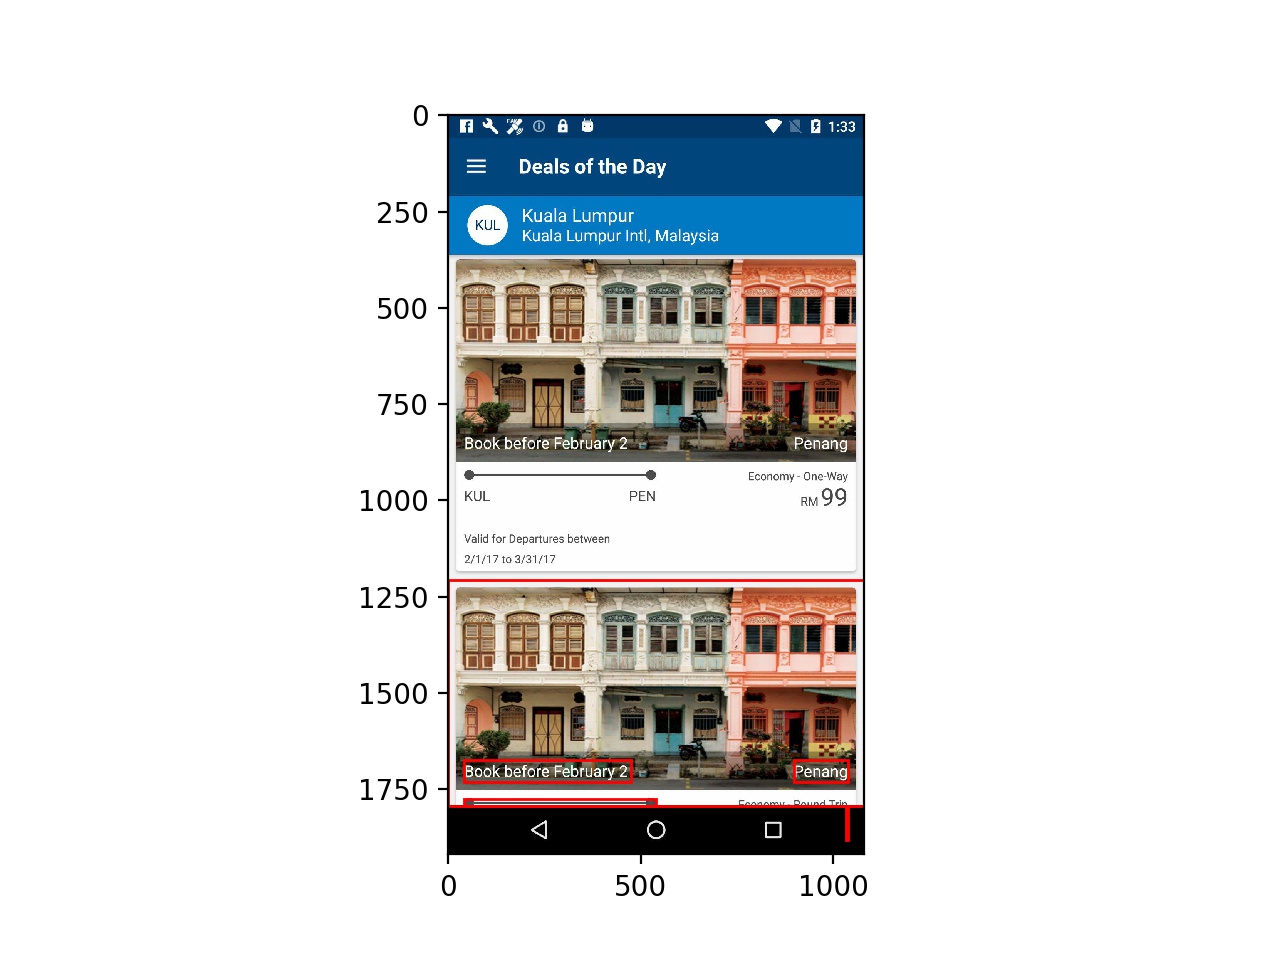 0
250
500
750
1000
1250
1500
1750
0
500
1000
1:33
Deals of the Day
KUL
Kuala Lumpur
Kuala Lumpur Intl, Malaysia
Book before February 2
Penang
Economy - One-Way
KUL
PEN
RM 99
Valid for Departures between
2/1/17 to 3/31/17
Book before February 2
Penang
Economy - Round Trip